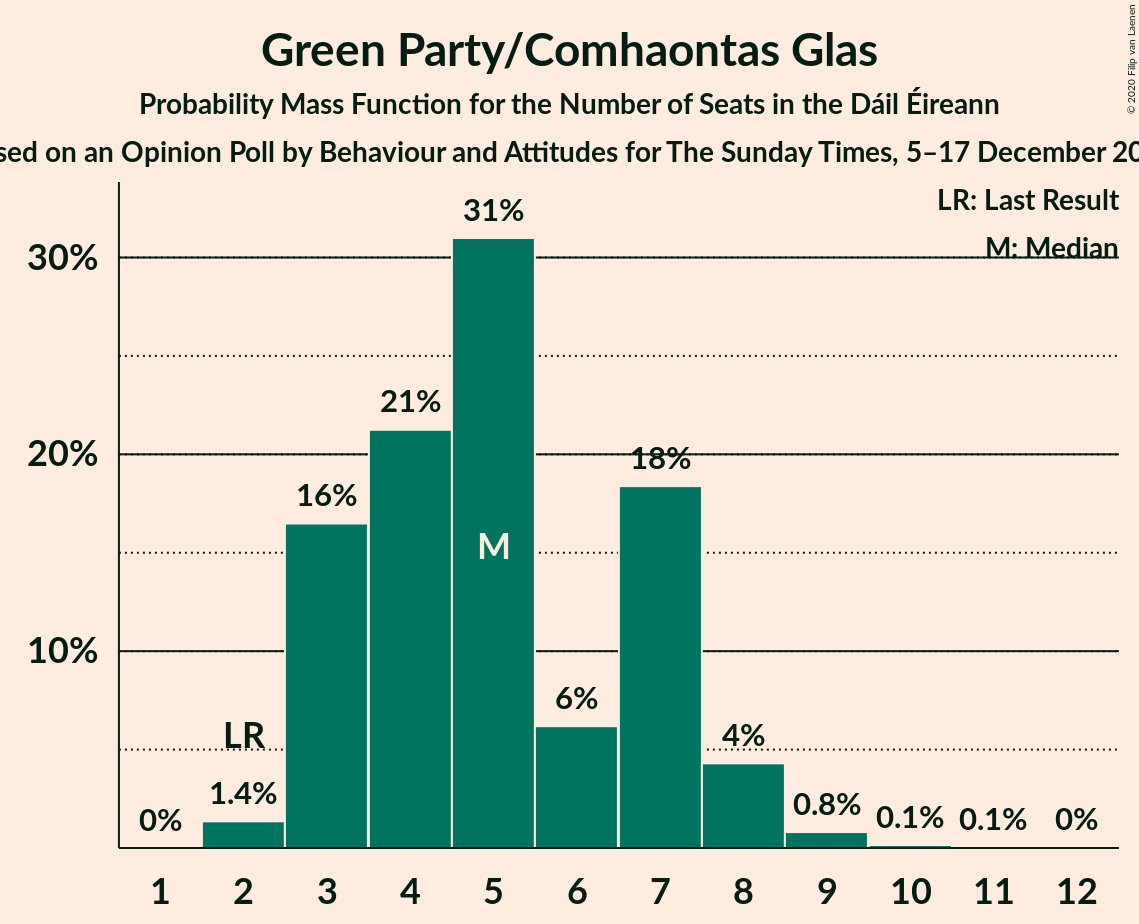 Green Party/Comhaontas Glas
Probability Mass Function for the Number of Seats in the Dáil Éireann
on an Opinion Poll by Behaviour and Attitudes for The Sunday Times, 5–17 December
© 2020 Filip van Laenen
LR: Last Result
M: Median
30%
20%
10%
0%
LR
1.4%
16%
21%
31%
M
6%
18%
4%
0.8%
0.1%
0.1%
0%
1 2 3 4 5 6 7 8 9 10 11 12